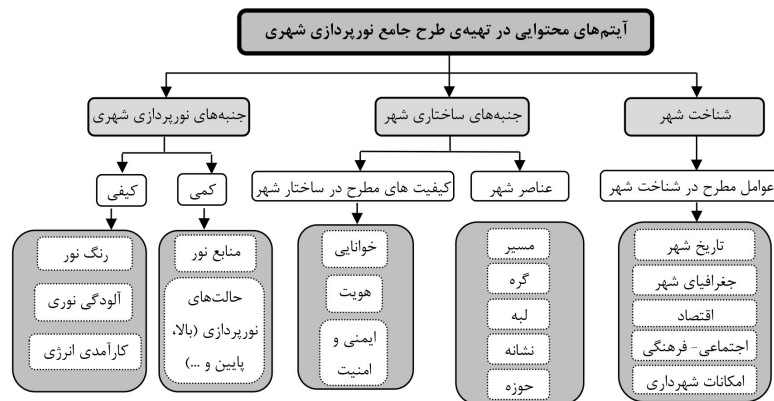 آیتم‌های محتوایی در تهیه‌ی طرح جامع نورپردازی شهری
شناخت شهر
جنبه‌های ساختاری شهر
جنبه‌های نورپردازی شهری
عوامل مطرح در شناخت شهر
عناصر شهر
کیفیت های مطرح در ساختار شهر
کمی
کیفی
تاریخ شهر
جغرافیای شهر
اقتصاد
اجتماعی- فرهنگی
امکانات شهرداری
مسیر
گره
لبه
نشانه
حوزه
خوانایی
هویت
ایمنی و
امنیت
منابع نور
حالت‌های
نورپردازی (بالا،
پایین و ...)
رنگ نور
آلودگی نوری
کارآمدی انرژی